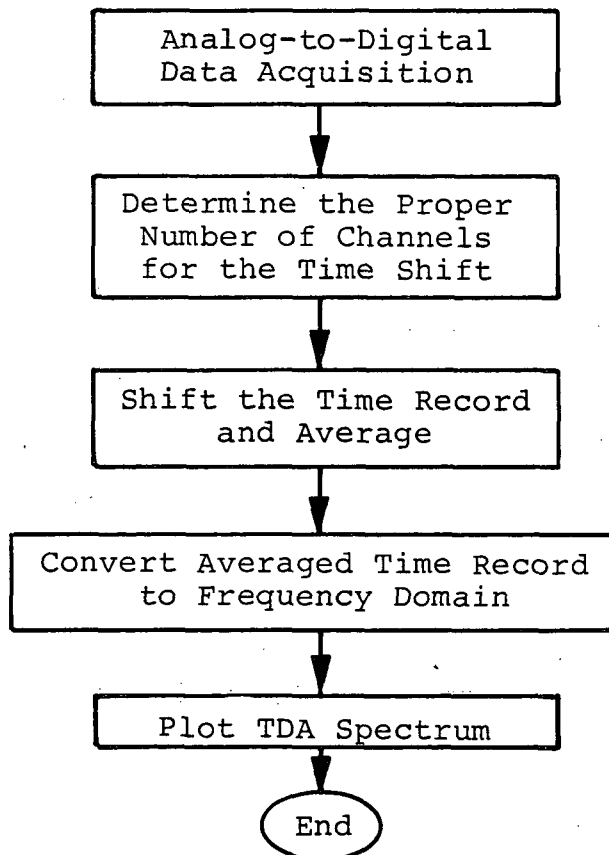 Analog-to-Digital
Data Acquisition
Determine the Proper
Number of Channels
for the Time Shift
Shift the Time Record
and Average
Convert Averaged Time Record
to Frequency Domain
Plot TDA Spectrum
End